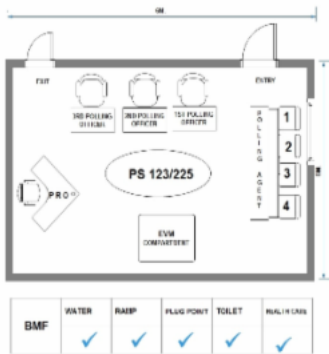 EXIT
ENTRY
3RD POLLING
OFFICER
2ND POLLING
OFFICER
1ST POLLING
OFFICER
POLLING AGENT
1
2
3
4
PS 123/225
PRO
EVM
COMPARTMENT
BMF
WATER
RAMP
PLUG POINT
TOILET
HEALTH CARE